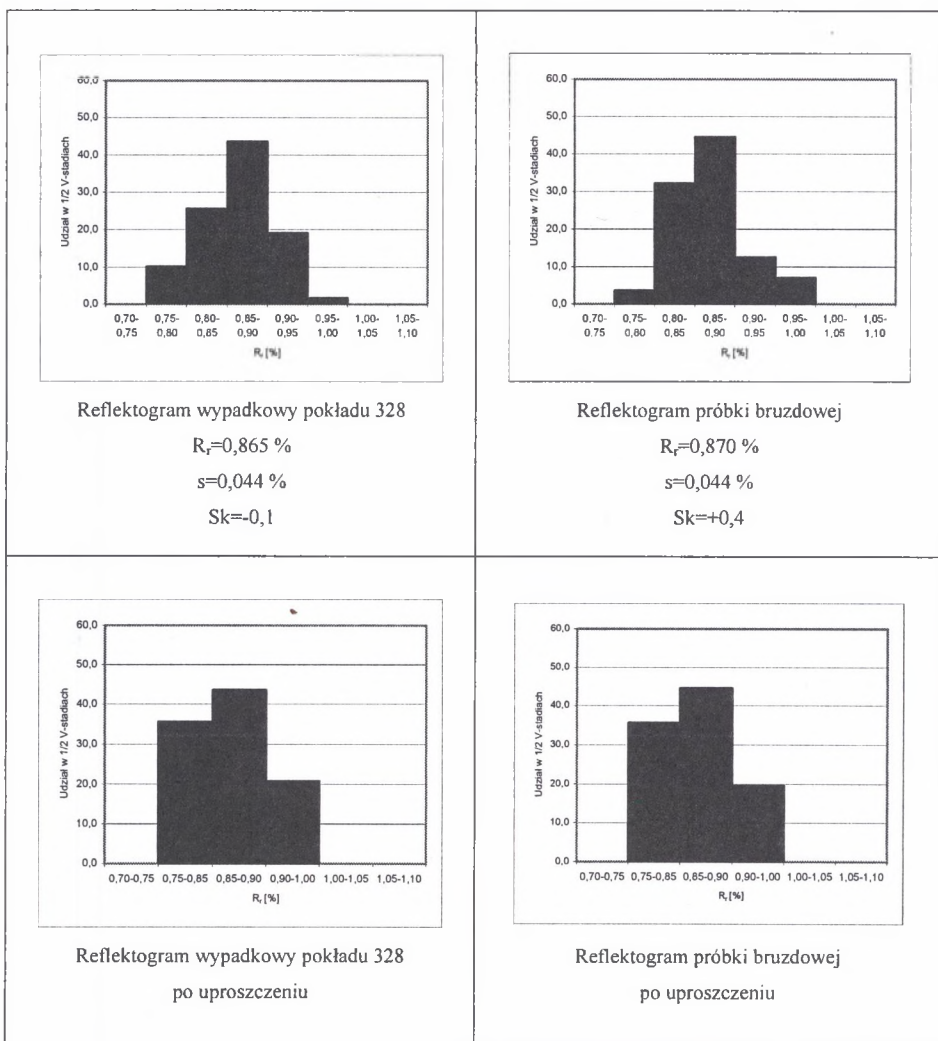 60,0
50,0
40,0
30,0
20,0
10,0
0,0
Udział w 1/2 V-stadiach
0,70-0,75 0,75-0,80 0,80-0,85 0,85-0,90 0,90-0,95 0,95-1,00 1,00-1,05 1,05-1,10
Rr [%]
Reflektogram wypadkowy pokładu 328
Rr=0,865 %
s=0,044 %
Sk=-0,1
60,0
50,0
40,0
30,0
20,0
10,0
0,0
Udział w 1/2 V-stadiach
0,70-0,75 0,75-0,80 0,80-0,85 0,85-0,90 0,90-0,95 0,95-1,00 1,00-1,05 1,05-1,10
Rr [%]
Reflektogram próbki bruzdowej
Rr=0,870 %
s=0,044 %
Sk=+0,4
60,0
50,0
40,0
30,0
20,0
10,0
0,0
Udział w 1/2 V-stadiach
0,70-0,75 0,75-0,85 0,85-0,90 0,90-1,00 1,00-1,05 1,05-1,10
Rr [%]
Reflektogram wypadkowy pokładu 328
po uproszczeniu
60,0
50,0
40,0
30,0
20,0
10,0
0,0
Udział w 1/2 V-stadiach
0,70-0,75 0,75-0,85 0,85-0,90 0,90-1,00 1,00-1,05 1,05-1,10
Rr [%]
Reflektogram próbki bruzdowej
po uproszczeniu